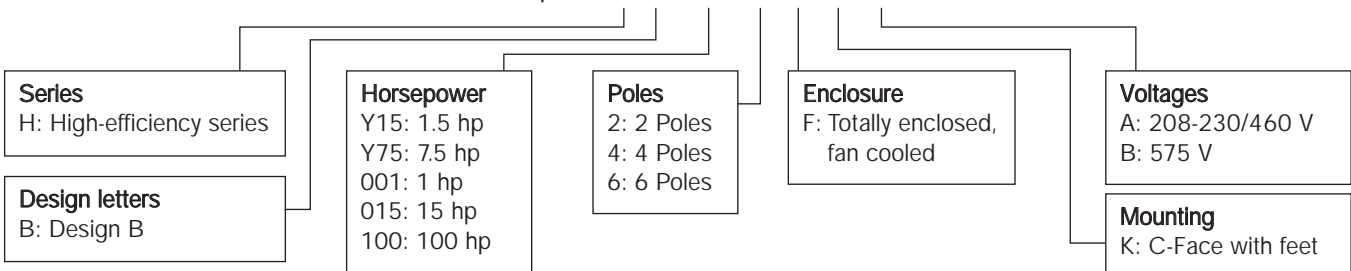 Series
H: High-efficiency series
Design letters
B: Design B
Horsepower
Y15: 1.5 hp
Y75: 7.5 hp
001: 1 hp
015: 15 hp
100: 100 hp
Poles
2: 2 Poles
4: 4 Poles
6: 6 Poles
Enclosure
F: Totally enclosed,
fan cooled
Voltages
A: 208-230/460 V
B: 575 V
Mounting
K: C-Face with feet